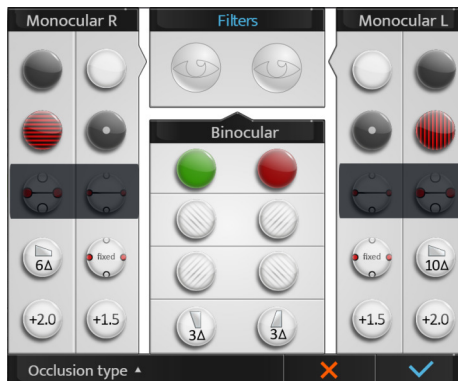 Monocular R
Filters
Monocular L
Binocular
6Δ
fixed
fixed
10Δ
3Δ
3Δ
+2.0
+1.5
+1.5
+2.0
Occlusion type